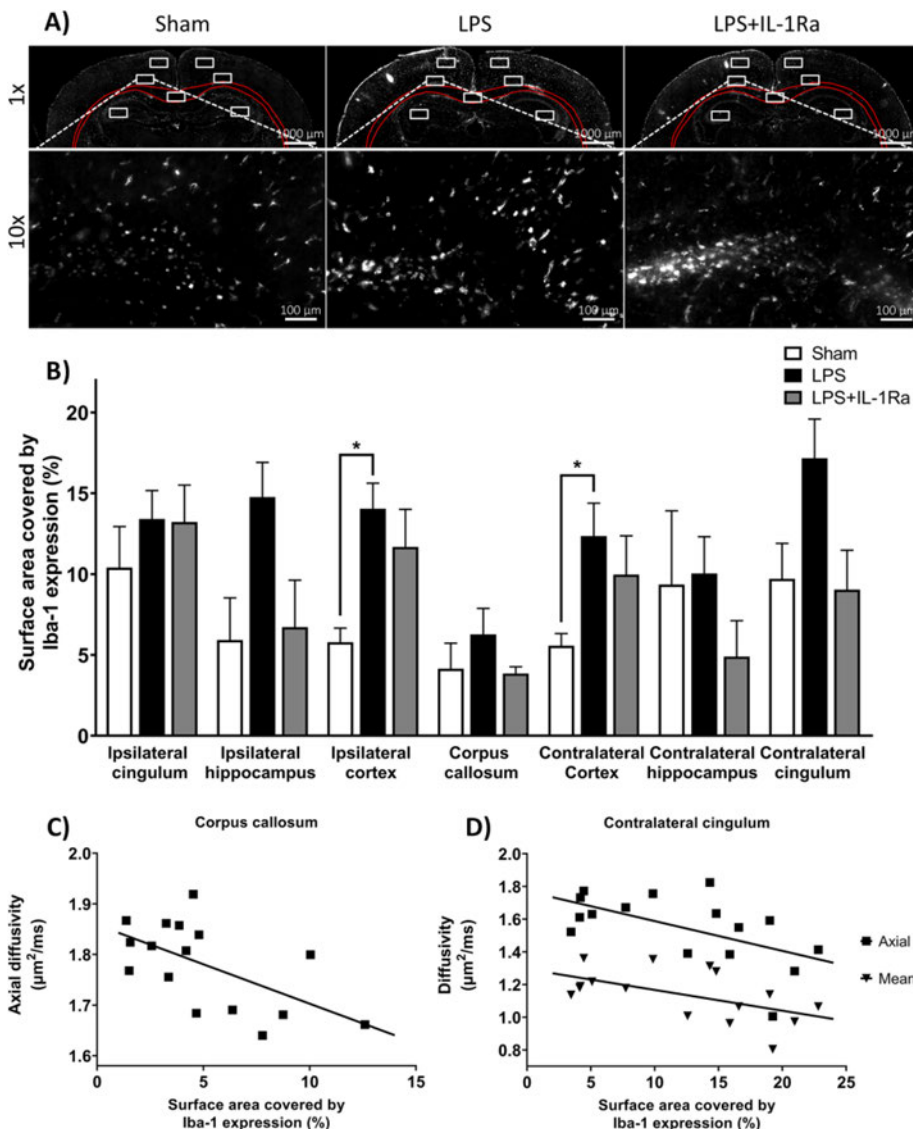 A)
Sham
LPS
LPS+IL-1Ra
1x
1000 µm
1000 µm
1000 µm
10x
100 µm
100 µm
100 µm
B)
Sham
LPS
LPS+IL-1Ra
Surface area covered by
Iba-1 expression (%)
20
15
10
5
0
*
*
Ipsilateral
cingulum
Ipsilateral
hippocampus
Ipsilateral
cortex
Corpus
callosum
Contralateral
Cortex
Contralateral
hippocampus
Contralateral
cingulum
C)
Corpus callosum
Axial diffusivity
(µm²/ms)
2.0
1.9
1.8
1.7
1.6
0
5
10
15
Surface area covered by
Iba-1 expression (%)
D)
Contralateral cingulum
Diffusivity
(µm²/ms)
2.0
1.8
1.6
1.4
1.2
1.0
0.8
0
5
10
15
20
25
Axial
Mean
Surface area covered by
Iba-1 expression (%)